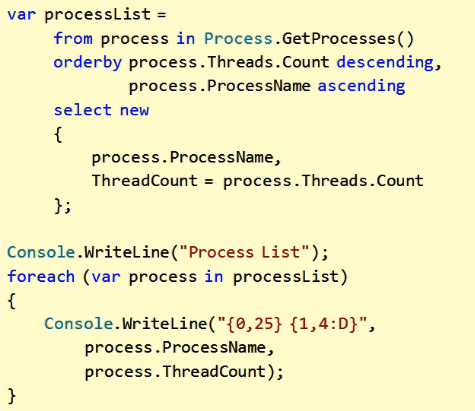 var processList =
    from process in Process.GetProcesses()
    orderby process.Threads.Count descending,
            process.ProcessName ascending
    select new
    {
        process.ProcessName,
        ThreadCount = process.Threads.Count
    };

Console.WriteLine("Process List");
foreach (var process in processList)
{
    Console.WriteLine("{0,25} {1,4:D}",
        process.ProcessName,
        process.ThreadCount);
}